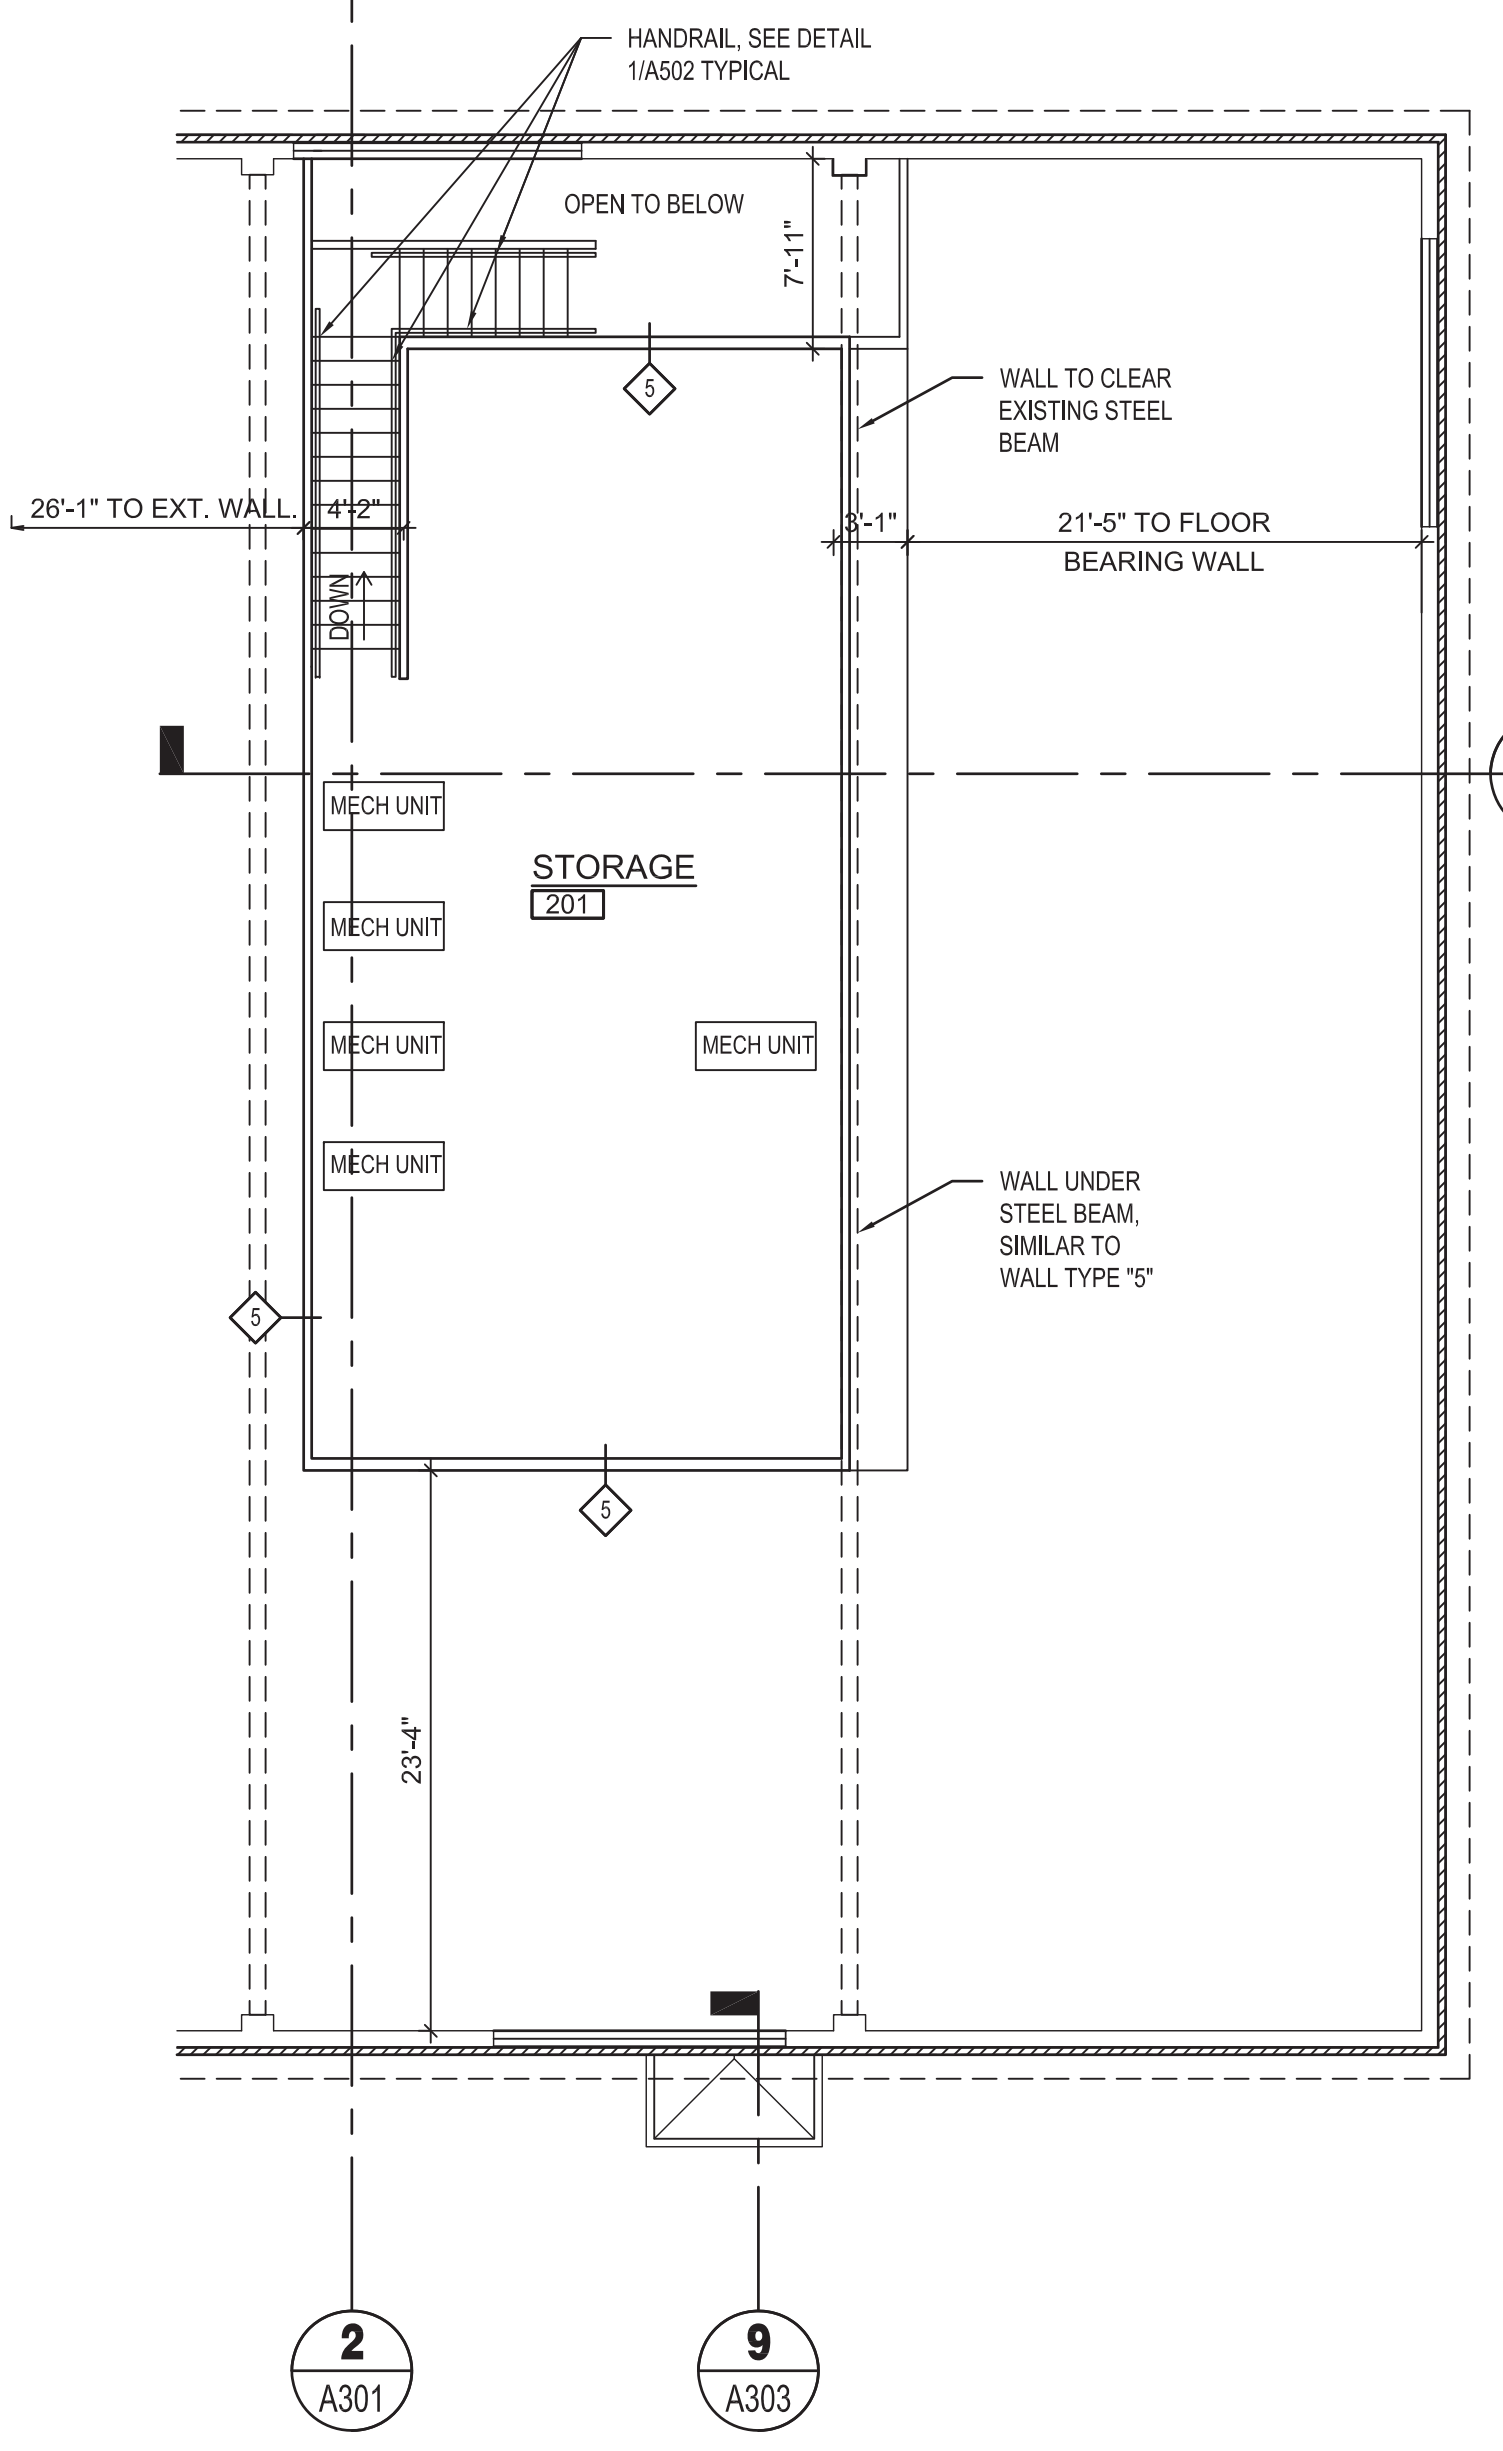 HANDRAIL, SEE DETAIL
1/A502 TYPICAL
OPEN TO BELOW
7'-11"
5
WALL TO CLEAR
EXISTING STEEL
BEAM
26'-1" TO EXT. WALL.
4'-2"
3'-1"
21'-5" TO FLOOR
BEARING WALL
DOWN
MECH UNIT
STORAGE
201
MECH UNIT
MECH UNIT
MECH UNIT
MECH UNIT
WALL UNDER
STEEL BEAM,
SIMILAR TO
WALL TYPE "5"
5
5
23'-4"
2
A301
9
A303